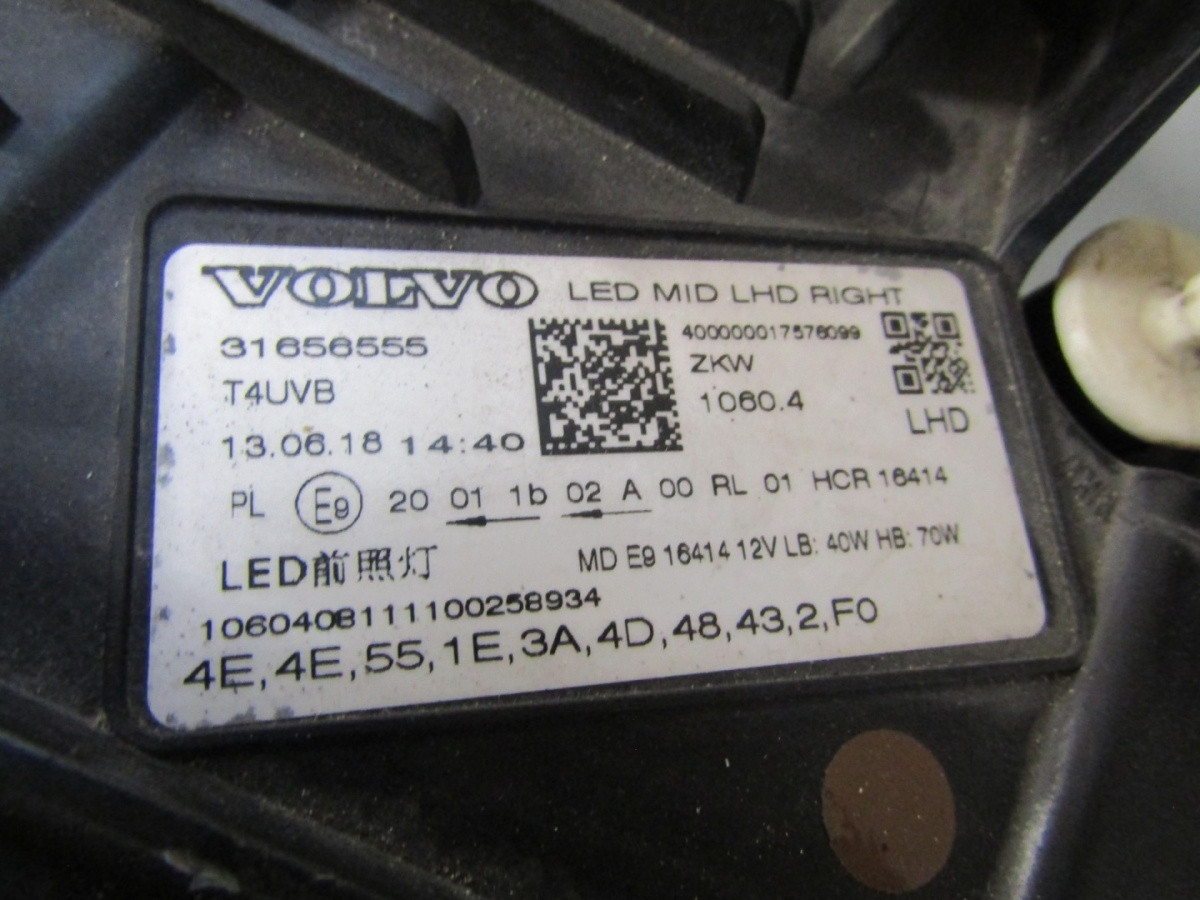 VOLVO LED MID LHD RIGHT
31656555 400000017576099
T4UVB ZKW
13.06.18 14:40 1060.4 LHD
PL E9 20 01 1b 02 A 00 RL 01 HCR 16414
LED前照灯 MD E9 16414 12V LB: 40W HB: 70W
1060408111100258934
4E,4E,55,1E,3A,4D,48,43,2,F0